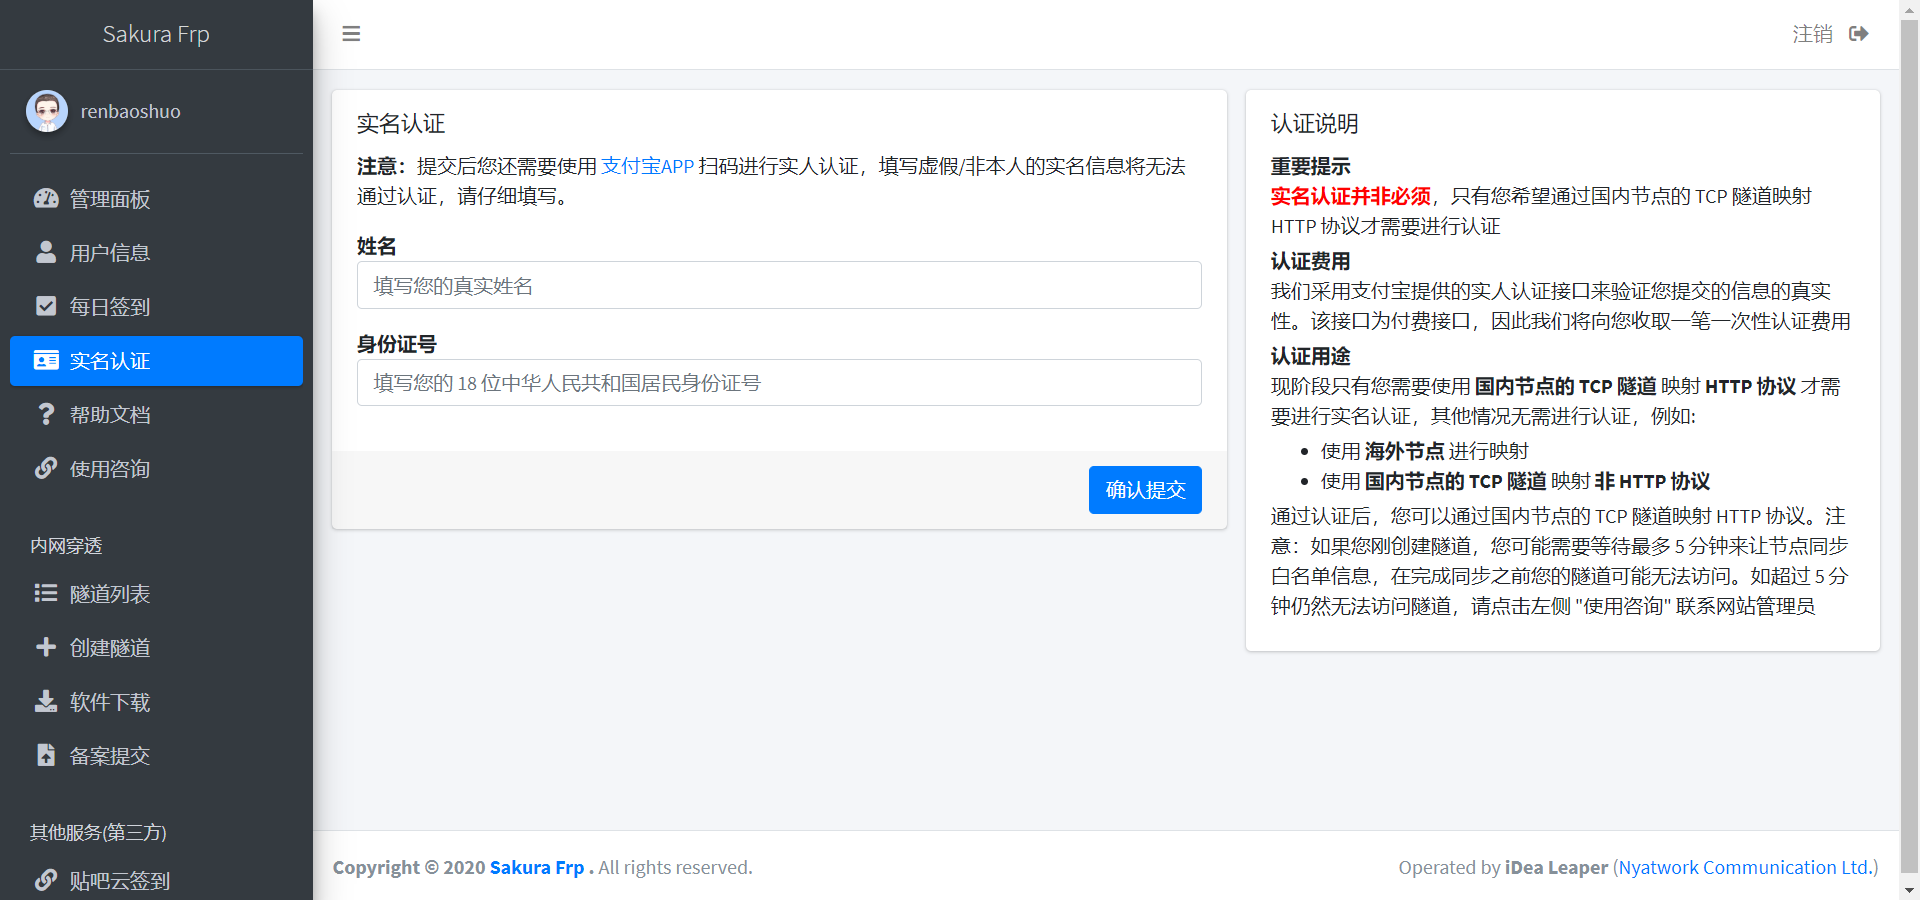 Sakura Frp
renbaoshuo
管理面板
用户信息
每日签到
实名认证
帮助文档
使用咨询
内网穿透
隧道列表
创建隧道
软件下载
备案提交
其他服务(第三方)
贴吧云签到
注销
实名认证
注意：提交后您还需要使用 支付宝APP 扫码进行实人认证，填写虚假/非本人的实名信息将无法
通过认证，请仔细填写。
姓名
填写您的真实姓名
身份证号
填写您的 18 位中华人民共和国居民身份证号
确认提交
认证说明
重要提示
实名认证并非必须，只有您希望通过国内节点的 TCP 隧道映射
HTTP 协议才需要进行认证
认证费用
我们采用支付宝提供的实人认证接口来验证您提交的信息的真实
性。该接口为付费接口，因此我们将向您收取一笔一次性认证费用
认证用途
现阶段只有您需要使用 国内节点的 TCP 隧道 映射 HTTP 协议 才需
要进行实名认证，其他情况无需进行认证，例如:
使用 海外节点 进行映射
使用 国内节点的 TCP 隧道 映射 非 HTTP 协议
通过认证后，您可以通过国内节点的 TCP 隧道映射 HTTP 协议。注
意：如果您刚创建隧道，您可能需要等待最多 5 分钟来让节点同步
白名单信息，在完成同步之前您的隧道可能无法访问。如超过 5 分
钟仍然无法访问隧道，请点击左侧 "使用咨询" 联系网站管理员
Copyright © 2020 Sakura Frp . All rights reserved.
Operated by iDea Leaper (Nyatwork Communication Ltd.)